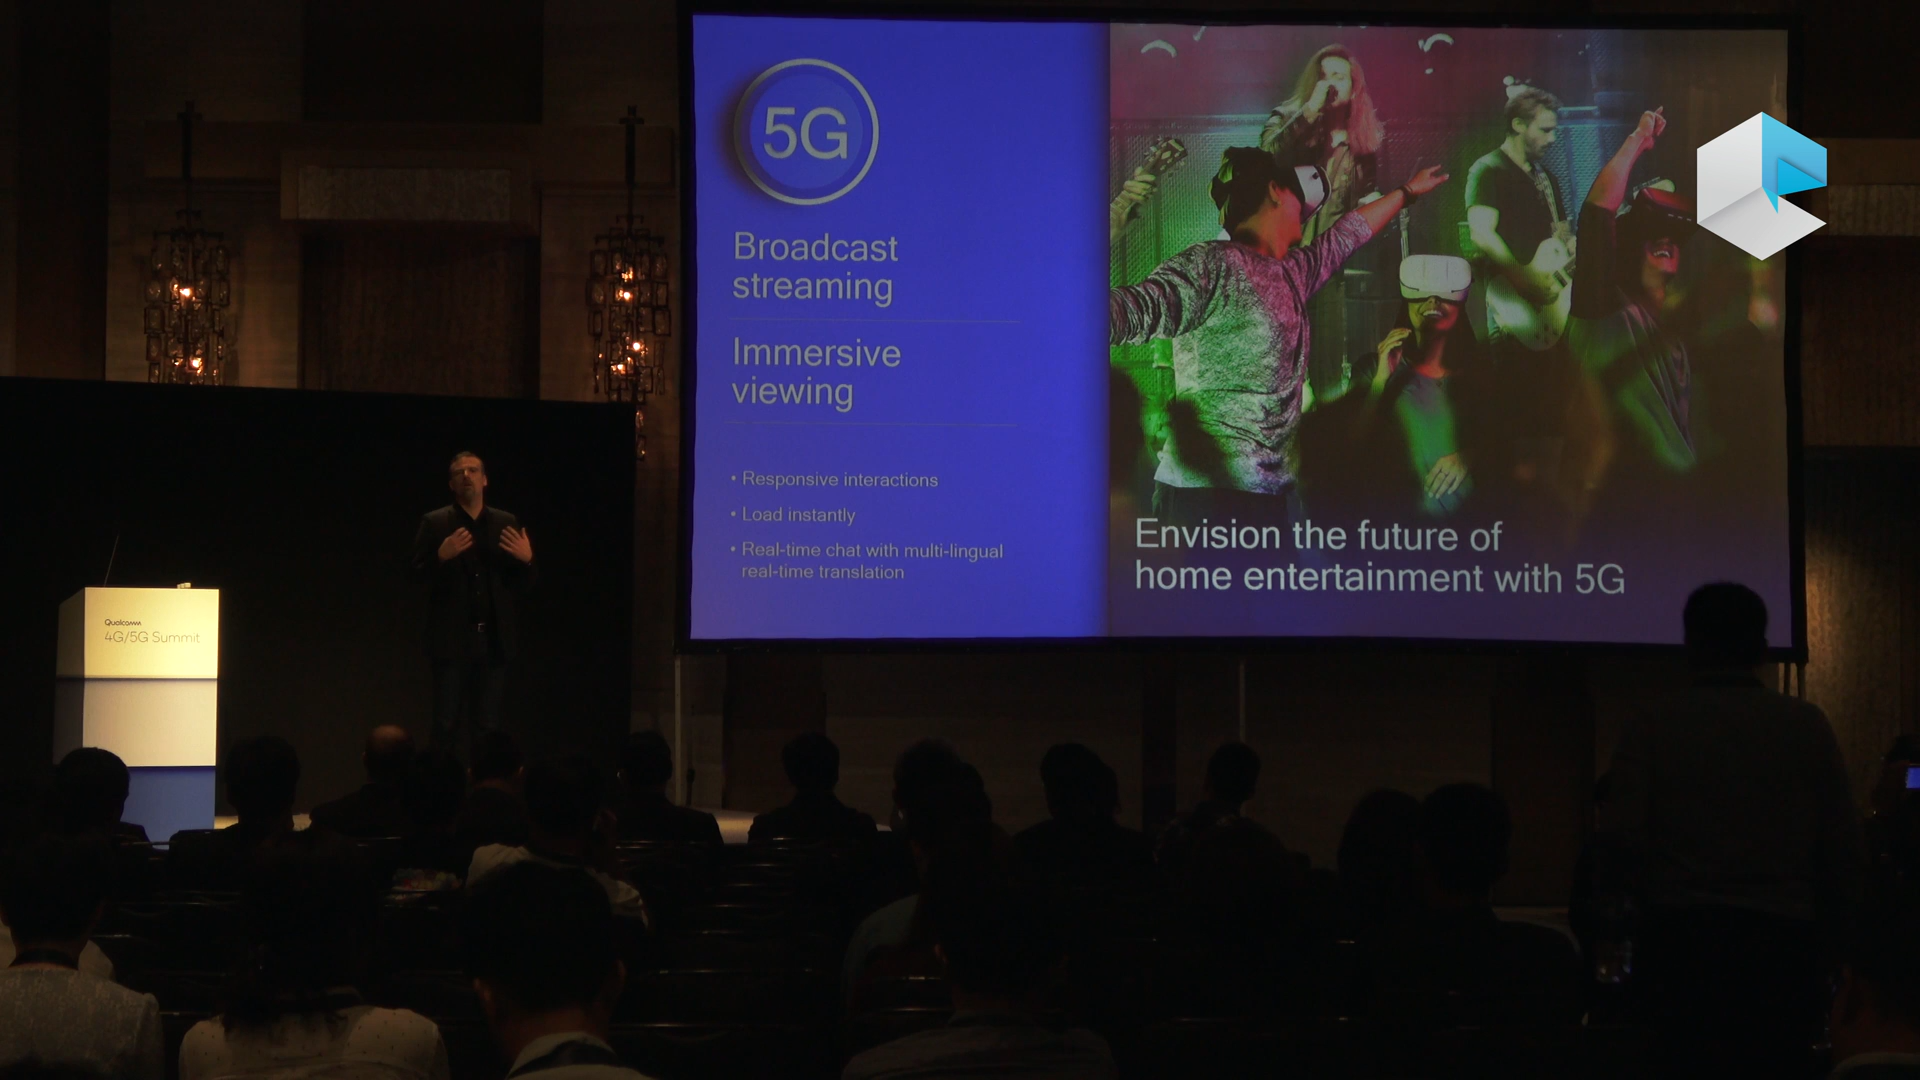 5G
Broadcast
streaming
Immersive
viewing
• Responsive interactions
• Load instantly
• Real-time chat with multi-lingual
real-time translation
Envision the future of
home entertainment with 5G
Qualcomm
4G/5G Summit